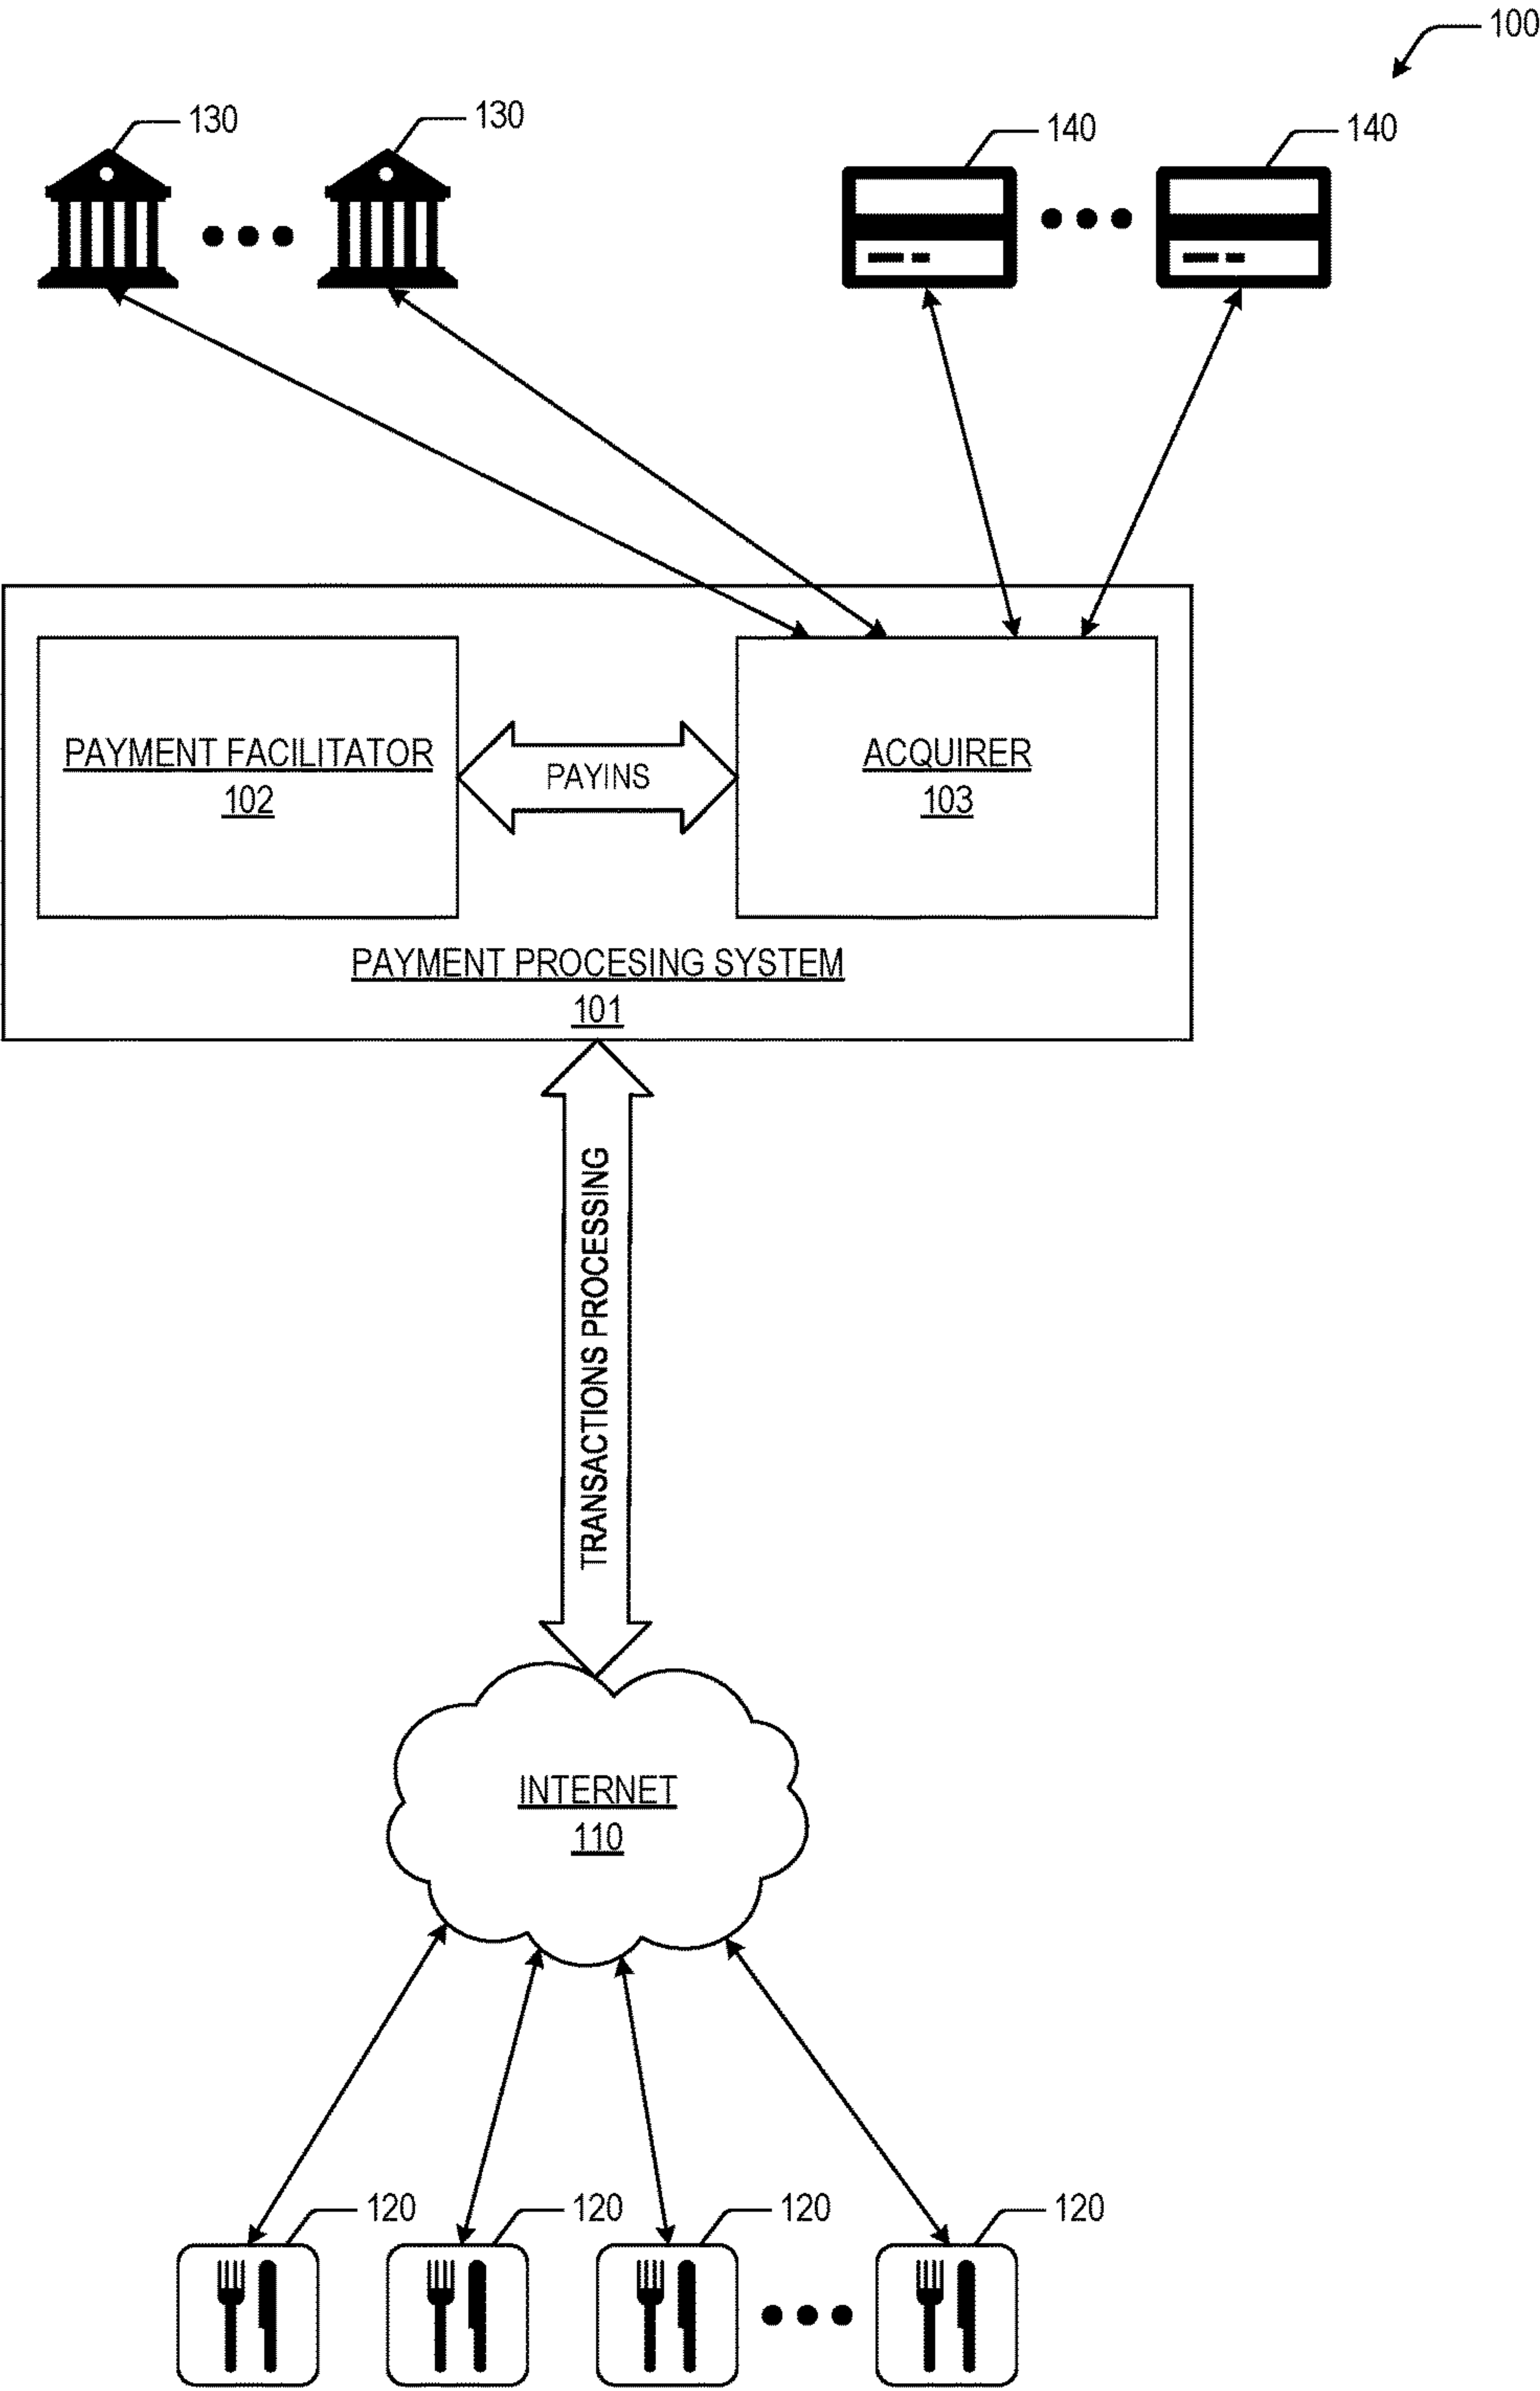 100
130
130
140
140
PAYMENT FACILITATOR
102
PAYINS
ACQUIRER
103
PAYMENT PROCESING SYSTEM
101
TRANSACTIONS PROCESSING
INTERNET
110
120
120
120
120